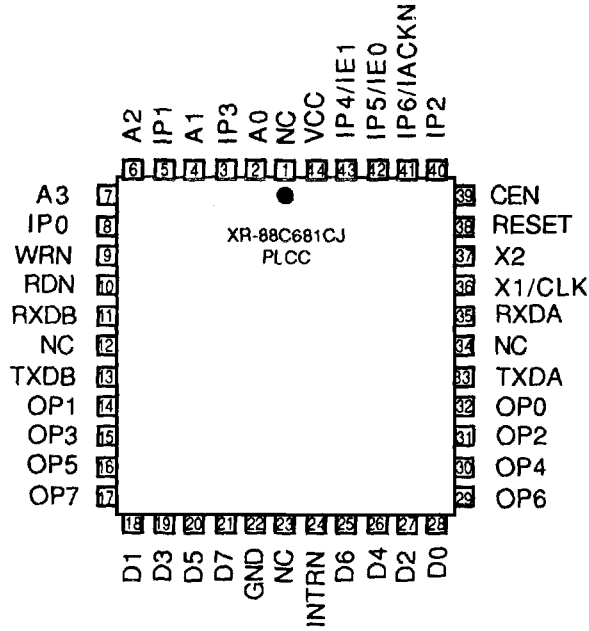 A2 IP1 A1 IP3 A0 NC VCC IP4/IE1 IP5/IE0 IP6/IACKN IP2
6 5 4 3 2 1 44 43 42 41 40
A3 7 39 CEN
IP0 8 38 RESET
XR-88C681CJ
PLCC
WRN 9 37 X2
RDN 10 36 X1/CLK
RXDB 11 35 RXDA
NC 12 34 NC
TXDB 13 33 TXDA
OP1 14 32 OP0
OP3 15 31 OP2
OP5 16 30 OP4
OP7 17 29 OP6
18 19 20 21 22 23 24 25 26 27 28
D1 D3 D5 D7 GND NC INTRN D6 D4 D2 D0